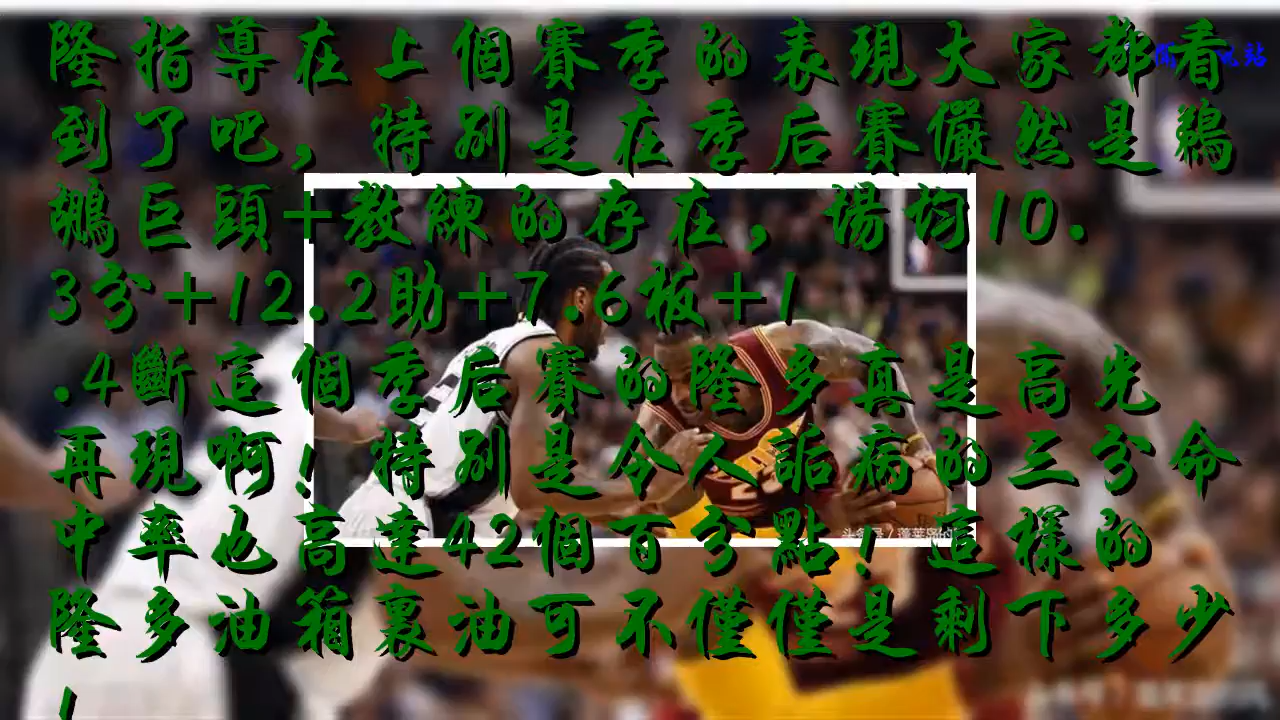 隆指導在上個賽季的表現大家都看
到了吧，特別是在季后賽儼然是鵜
鶘巨頭+教練的存在，場均10.
3分+12.2助+7.6板+1
.4斷這個季后賽的隆多真是高光
再現啊！特別是令人詬病的三分命
中率也高達42個百分點！這樣的
隆多油箱裏油可不僅僅是剩下多少
！